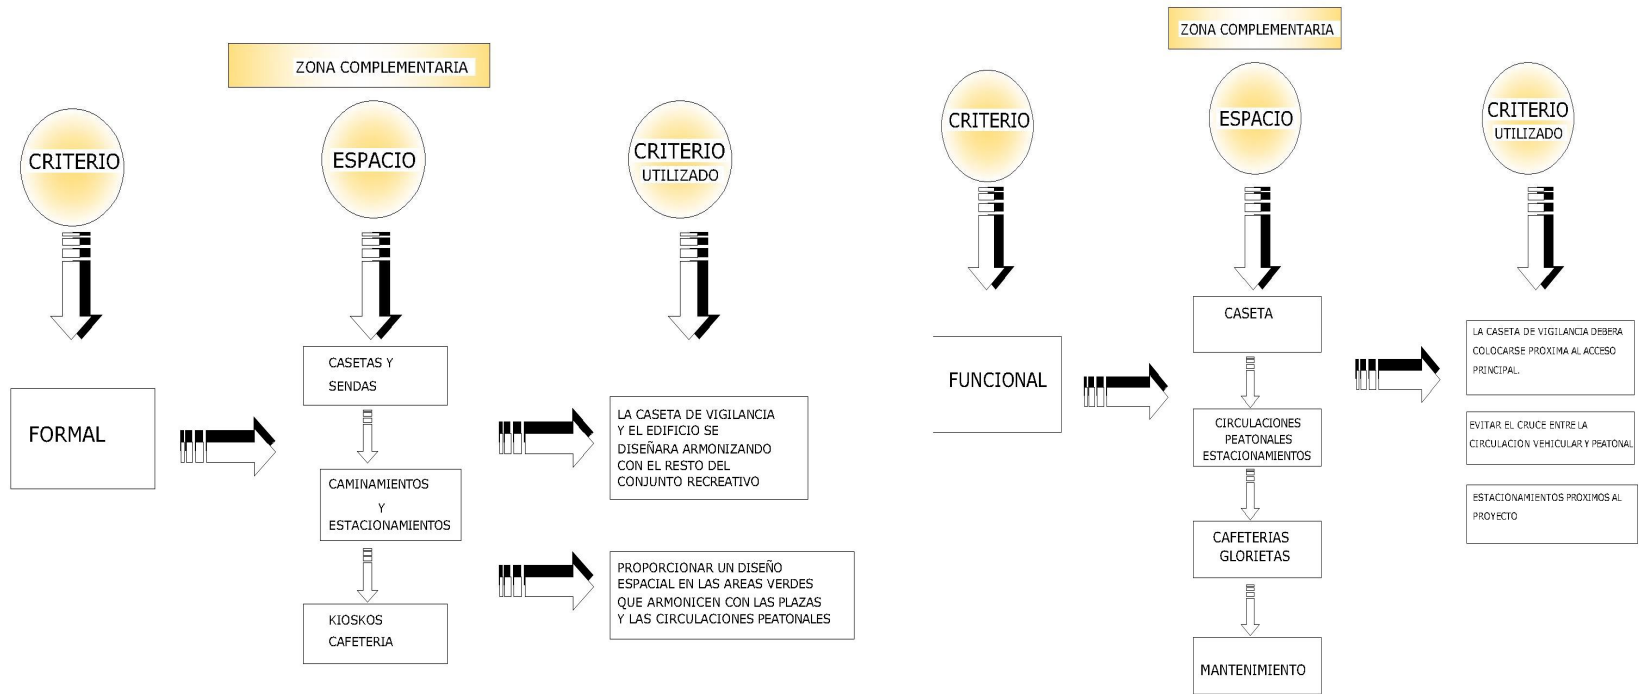 ZONA COMPLEMENTARIA
CRITERIO
ESPACIO
CRITERIO
UTILIZADO
FORMAL
CASETAS Y
SENDAS
CAMINAMIENTOS
Y
ESTACIONAMIENTOS
KIOSKOS
CAFETERIA
LA CASETA DE VIGILANCIA
Y EL EDIFICIO SE
DISEÑARA ARMONIZANDO
CON EL RESTO DEL
CONJUNTO RECREATIVO
PROPORCIONAR UN DISEÑO
ESPACIAL EN LAS AREAS VERDES
QUE ARMONICEN CON LAS PLAZAS
Y LAS CIRCULACIONES PEATONALES
ZONA COMPLEMENTARIA
CRITERIO
ESPACIO
CRITERIO
UTILIZADO
FUNCIONAL
CASETA
CIRCULACIONES
PEATONALES
ESTACIONAMIENTOS
CAFETERIAS
GLORIETAS
MANTENIMIENTO
LA CASETA DE VIGILANCIA DEBERA
COLOCARSE PROXIMA AL ACCESO
PRINCIPAL.
EVITAR EL CRUCE ENTRE LA
CIRCULACION VEHICULAR Y PEATONAL
ESTACIONAMIENTOS PROXIMOS AL
PROYECTO